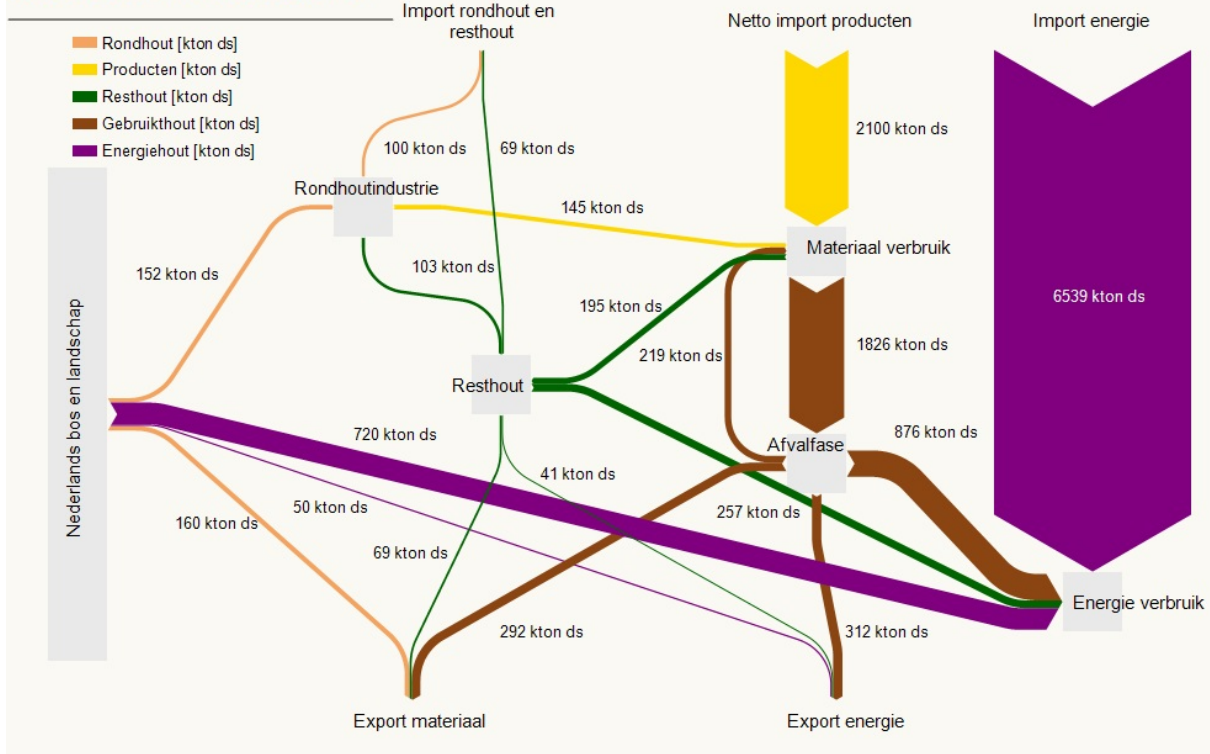 Import rondhout en
resthout
Netto import producten
Import energie
Rondhout [kton ds]
Producten [kton ds]
Resthout [kton ds]
Gebruikthout [kton ds]
Energiehout [kton ds]
2100 kton ds
100 kton ds
69 kton ds
Rondhoutindustrie
145 kton ds
Materiaal verbruik
152 kton ds
103 kton ds
6539 kton ds
195 kton ds
219 kton ds
1826 kton ds
Nederlands bos en landschap
Resthout
720 kton ds
Afvalfase
876 kton ds
41 kton ds
50 kton ds
257 kton ds
160 kton ds
69 kton ds
Energie verbruik
292 kton ds
312 kton ds
Export materiaal
Export energie